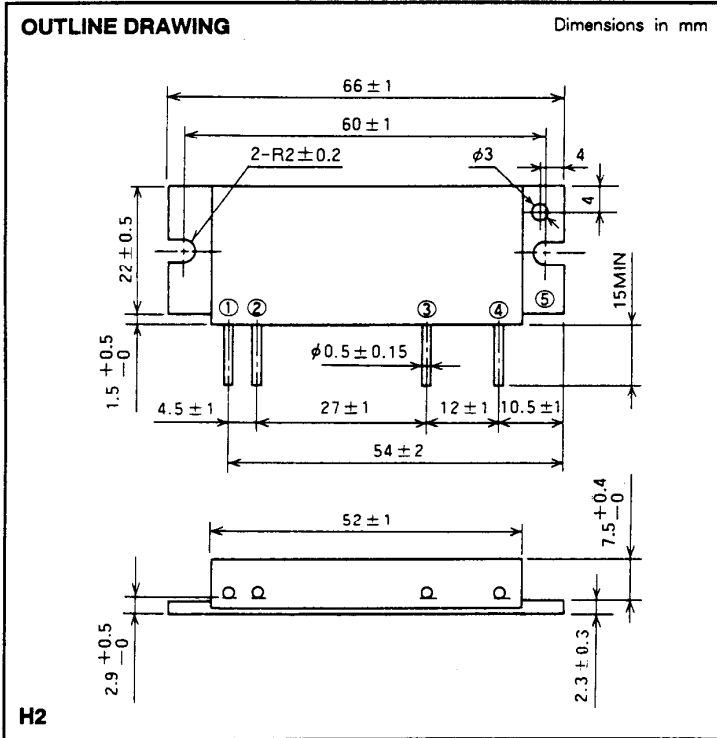 OUTLINE DRAWING
Dimensions in mm
66±1
60±1
2-R2±0.2
φ3
4
4
22±0.5
15MIN
① ② ③ ④ ⑤
φ0.5±0.15
1.5 +0.5 −0
4.5±1
27±1
12±1
10.5±1
54±2
52±1
7.5 +0.4 −0
2.9 +0.5 −0
2.3±0.3
H2